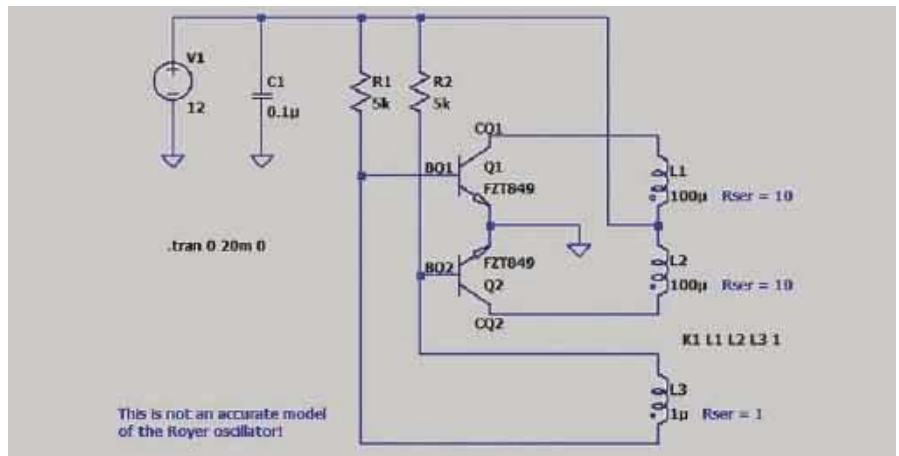 V1
12
C1
0.1µ
R1
5k
R2
5k
CQ1
BQ1
Q1
FZT849
L1
100µ Rser = 10
.tran 0 20m 0
BQ2
FZT849
Q2
CQ2
L2
100µ Rser = 10
K1 L1 L2 L3 1
L3
1µ Rser = 1
This is not an accurate model
of the Royer oscillator!